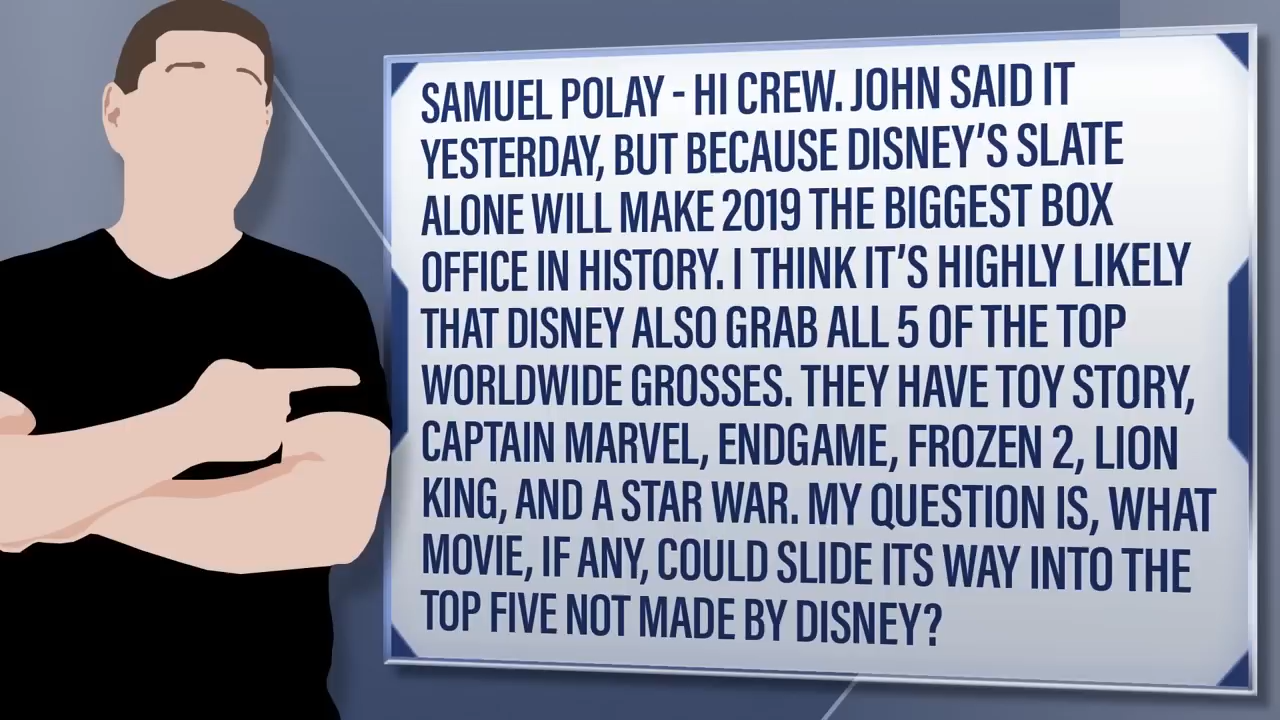 SAMUEL POLAY - HI CREW. JOHN SAID IT
YESTERDAY, BUT BECAUSE DISNEY'S SLATE
ALONE WILL MAKE 2019 THE BIGGEST BOX
OFFICE IN HISTORY. I THINK IT'S HIGHLY LIKELY
THAT DISNEY ALSO GRAB ALL 5 OF THE TOP
WORLDWIDE GROSSES. THEY HAVE TOY STORY,
CAPTAIN MARVEL, ENDGAME, FROZEN 2, LION
KING, AND A STAR WAR. MY QUESTION IS, WHAT
MOVIE, IF ANY, COULD SLIDE ITS WAY INTO THE
TOP FIVE NOT MADE BY DISNEY?